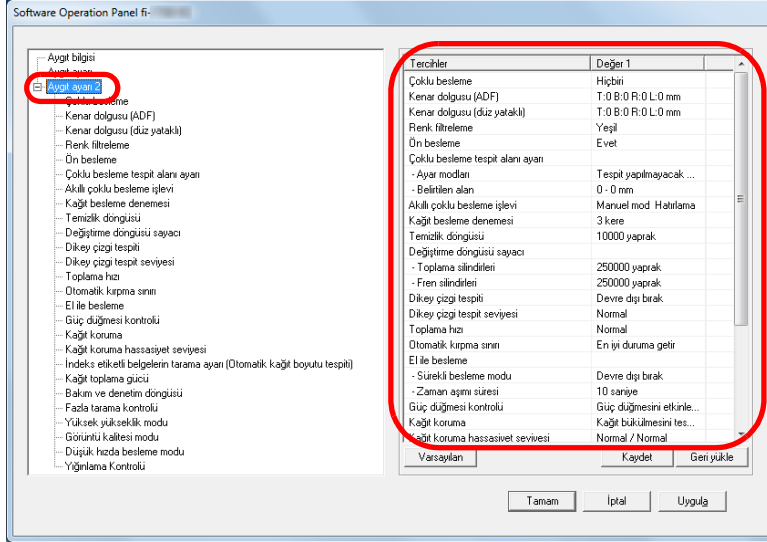 Software Operation Panel fi-
Aygıt bilgisi
Aygıt ayarı
Aygıt ayarı 2
Çoklu besleme
Kenar dolgusu (ADF)
Kenar dolgusu (düz yataklı)
Renk filtreleme
Ön besleme
Çoklu besleme tespit alanı ayarı
Akıllı çoklu besleme işlevi
Kağıt besleme denemesi
Temizlik döngüsü
Değiştirme döngüsü sayacı
Dikey çizgi tespiti
Dikey çizgi tespit seviyesi
Toplama hızı
Otomatik kırpma sınırı
El ile besleme
Güç düğmesi kontrolü
Kağıt koruma
Kağıt koruma hassasiyet seviyesi
İndeks etiketli belgelerin tarama ayarı (Otomatik kağıt boyutu tespiti)
Kağıt toplama gücü
Bakım ve denetim döngüsü
Fazla tarama kontrolü
Yüksek yükseklik modu
Görüntü kalitesi modu
Düşük hızda besleme modu
Yığınlama Kontrolü
Tercihler Değer 1
Çoklu besleme Hiçbiri
Kenar dolgusu (ADF) T:0 B:0 R:0 L:0 mm
Kenar dolgusu (düz yataklı) T:0 B:0 R:0 L:0 mm
Renk filtreleme Yeşil
Ön besleme Evet
Çoklu besleme tespit alanı ayarı
- Ayar modları Tespit yapılmayacak ...
- Belirtilen alan 0 - 0 mm
Akıllı çoklu besleme işlevi Manuel mod Hatırlama
Kağıt besleme denemesi 3 kere
Temizlik döngüsü 10000 yaprak
Değiştirme döngüsü sayacı
- Toplama silindirleri 250000 yaprak
- Fren silindirleri 250000 yaprak
Dikey çizgi tespiti Devre dışı bırak
Dikey çizgi tespit seviyesi Normal
Toplama hızı Normal
Otomatik kırpma sınırı En iyi duruma getir
El ile besleme
- Sürekli besleme modu Devre dışı bırak
- Zaman aşımı süresi 10 saniye
Güç düğmesi kontrolü Güç düğmesini etkinle...
Kağıt koruma Kağıt bükülmesini tes...
Kağıt koruma hassasiyet seviyesi Normal / Normal
Varsayılan Kaydet Geri yükle
Tamam İptal Uygula